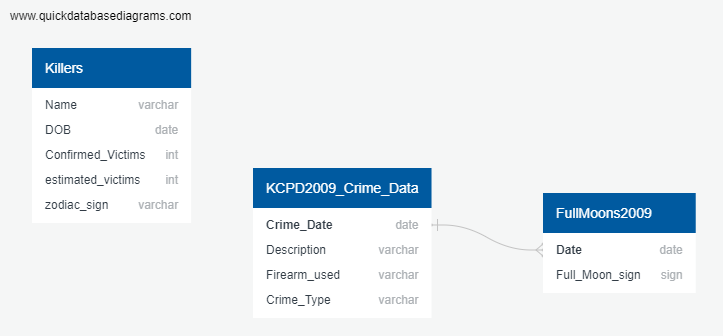 www.quickdatabasediagrams.com
Killers
Name varchar
DOB date
Confirmed_Victims int
estimated_victims int
zodiac_sign varchar
KCPD2009_Crime_Data
Crime_Date date
Description varchar
Firearm_used varchar
Crime_Type varchar
FullMoons2009
Date date
Full_Moon_sign sign